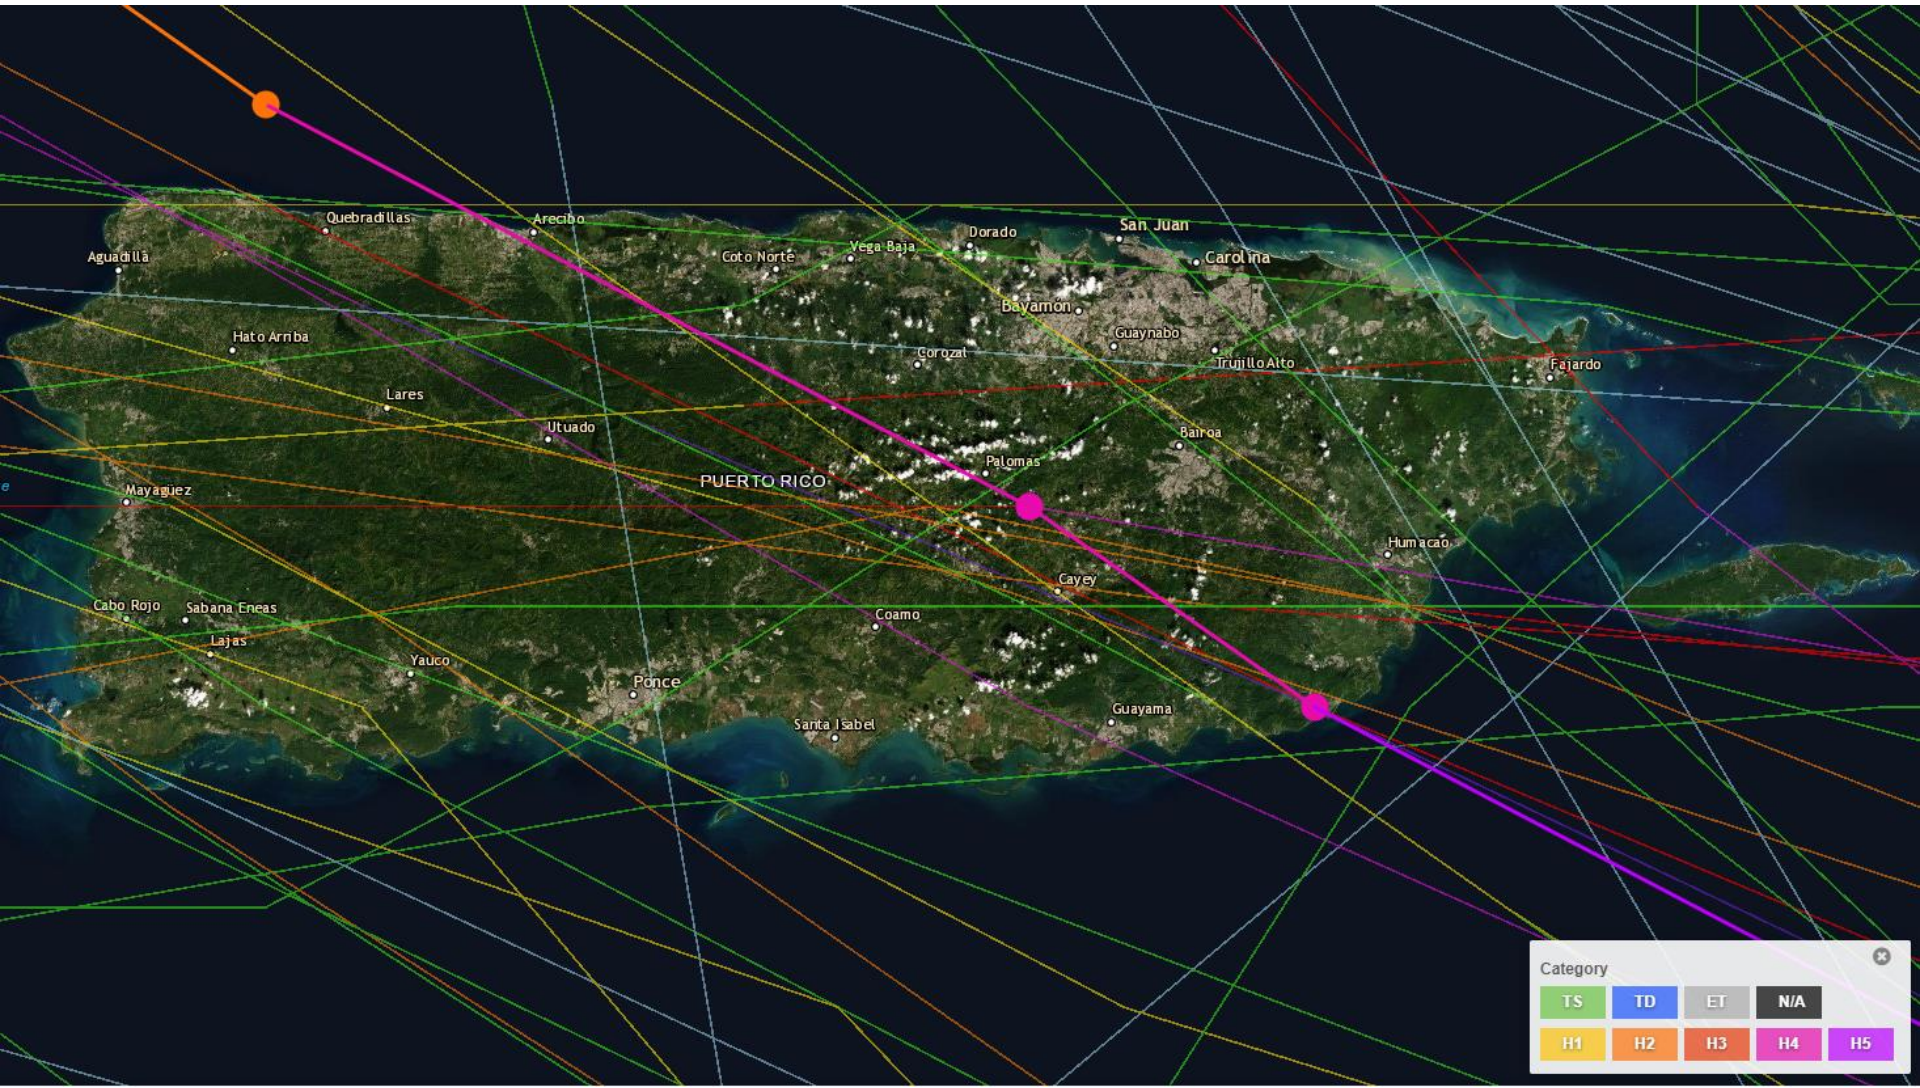 Quebradillas
Arecibo
San Juan
Dorado
Vega Baja
Aguadilla
Coto Norte
Carolina
Bayamón
Hato Arriba
Guaynabo
Corozal
Trujillo Alto
Fajardo
Lares
Utuado
Bairoa
Palomas
PUERTO RICO
e
Mayagüez
Humacao
Cayey
Cabo Rojo
Sabana Eneas
Coamo
Lajas
Yauco
Ponce
Guayama
Santa Isabel
Category
TS TD ET N/A
H1 H2 H3 H4 H5